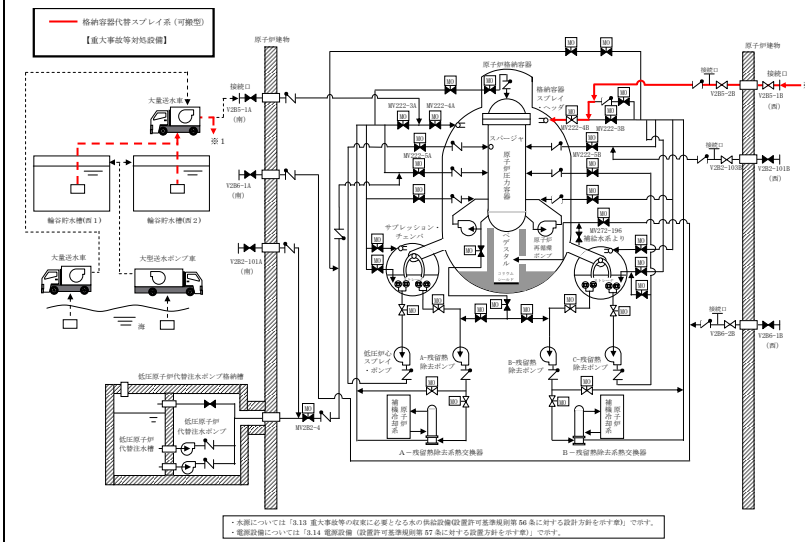 格納容器代替スプレイ系(可搬型)
【重大事故等対処設備】
原子炉建物
原子炉建物
原子炉格納容器
大量送水車
※1
接続口
V2B5-1A
(南)
格納容器
スプレイ・
ヘッダ
MV222-3A
MV222-4A
MV222-5A
MV222-4B
MV222-3B
MV222-5B
V2B5-2B
接続口
V2B5-1B
(西)
スパージャ
原子炉圧力容器
接続口
V2B2-103B
V2B2-101B
(西)
輪谷貯水槽(西1)
輪谷貯水槽(西2)
V2B6-1A
(南)
V2B2-101A
(南)
MV272-196
補給水系より
サプレッション・
チェンバ
ペデスタル
原子炉
再循環
ポンプ
コリウム
シールド
大量送水車
大型送水ポンプ車
海
接続口
V2B6-2B
V2B6-1B
(西)
低圧炉心
スプレイ
・ポンプ
A-残留熱
除去ポンプ
B-残留熱
除去ポンプ
C-残留熱
除去ポンプ
低圧原子炉代替注水ポンプ格納槽
低圧原子炉
代替注水槽
低圧原子炉
代替注水ポンプ
MV2B2-4
原子炉
補機冷却系
原子炉
補機冷却系
A-残留熱除去系熱交換器
B-残留熱除去系熱交換器
MO
・水源については「3.13 重大事故等の収束に必要となる水の供給設備(設置許可基準規則第56条に対する設計方針を示す章)」で示す。
・電源設備については「3.14 電源設備(設置許可基準規則第57条に対する設置方針を示す章)」で示す。